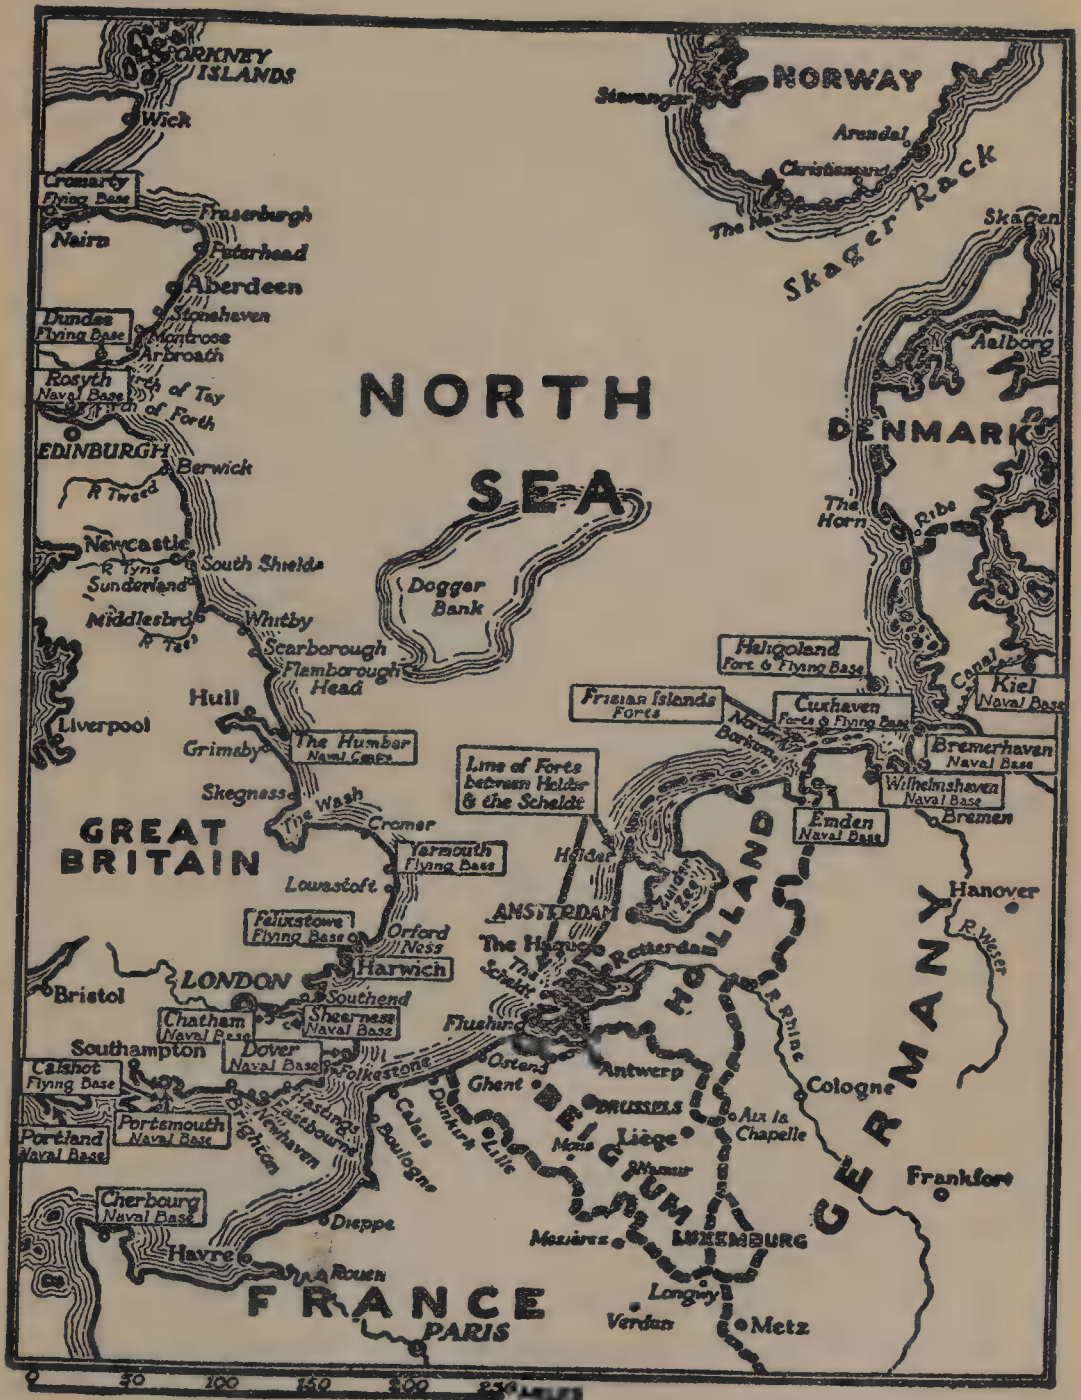 ORKNEY
ISLANDS
NORWAY
Stavanger
Wick
Arendal
Christiansand
Skager Rack
Cromarty
Flying Base
The Naze
Fraserburgh
Skagen
Nairn
Peterhead
Aberdeen
Dundee
Flying Base
Stonehaven
Montrose
Arbroath
Aalborg
Rosyth
Naval Base
Firth of Tay
Firth of Forth
NORTH
SEA
DENMARK
EDINBURGH
Berwick
R Tweed
The
Horn
Ribe
Newcastle
R Tyne
South Shields
Sunderland
Dogger
Bank
Middlesbro
R Tees
Whitby
Scarborough
Flamborough
Head
Heligoland
Fort & Flying Base
Canal
Kiel
Naval Base
Frisian Islands
Forts
Cuxhaven
Forts & Flying Base
Hull
Liverpool
Grimsby
The Humber
Naval Centre
Borkum
Bremerhaven
Naval Base
Line of Forts
between Helder
& the Scheldt
Wilhelmshaven
Naval Base
Skegness
The Wash
The Wash
Cromer
Emden
Naval Base
Bremen
GREAT
BRITAIN
Yarmouth
Flying Base
Helder
Zuider
Zee
HOLLAND
Lowestoft
Hanover
AMSTERDAM
Felixstowe
Flying Base
Orford
Ness
R. Weser
The Hague
Rotterdam
Harwich
The
Scheldt
Bristol
LONDON
Southend
GERMANY
R Rhine
Chatham
Naval Base
Sheerness
Naval Base
Flushing
Southampton
Dover
Naval Base
Folkestone
Ostend
Ghent
Antwerp
Calshot
Flying Base
Cologne
BRUSSELS
Portsmouth
Naval Base
Portland
Naval Base
Brighton
Newhaven
Eastbourne
Hastings
Calais
Boulogne
Dunkirk
Lille
BELGIUM
Mons
Liège
Namur
Aix la
Chapelle
Frankfort
Cherbourg
Naval Base
Dieppe
Mezières
LUXEMBURG
Havre
Rouen
Longwy
FRANCE
Verdun
Metz
PARIS
0 50 100 150 200 250 MILES